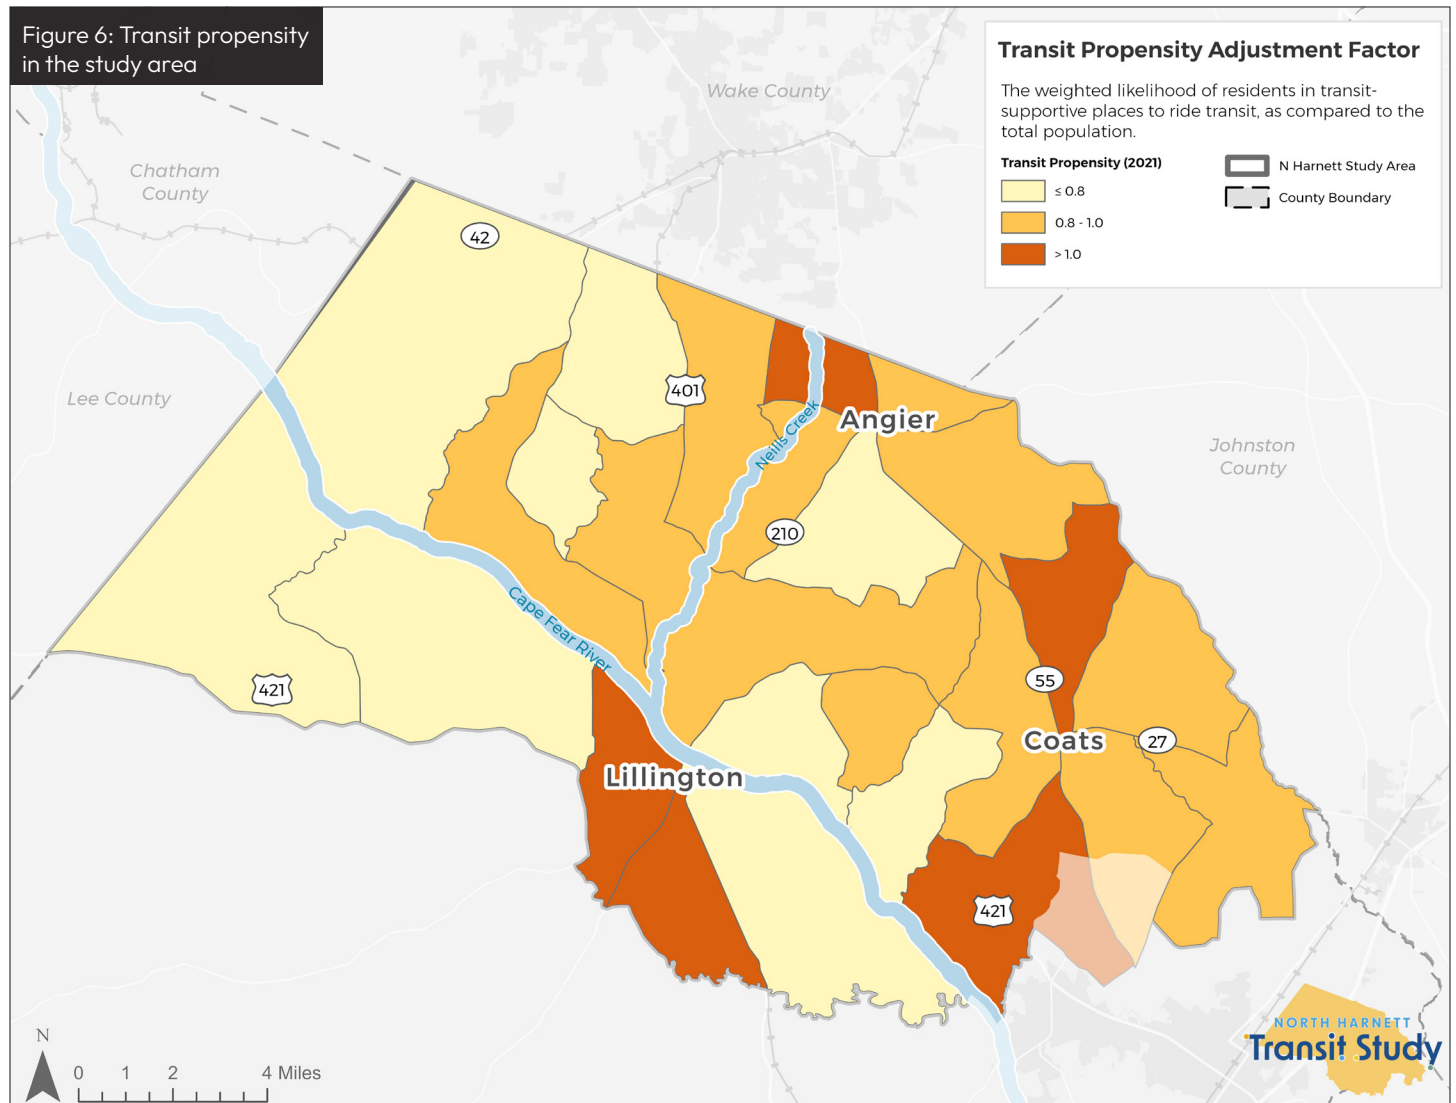 Figure 6: Transit propensity
in the study area
Transit Propensity Adjustment Factor
The weighted likelihood of residents in transit-
supportive places to ride transit, as compared to the
total population.
Transit Propensity (2021)
≤ 0.8
0.8 - 1.0
> 1.0
N Harnett Study Area
County Boundary
Wake County
Chatham
County
Lee County
Johnston
County
42
401
Angier
Neills Creek
210
Cape Fear River
421
55
Coats
27
Lillington
421
N
0 1 2 4 Miles
NORTH HARNETT
Transit Study